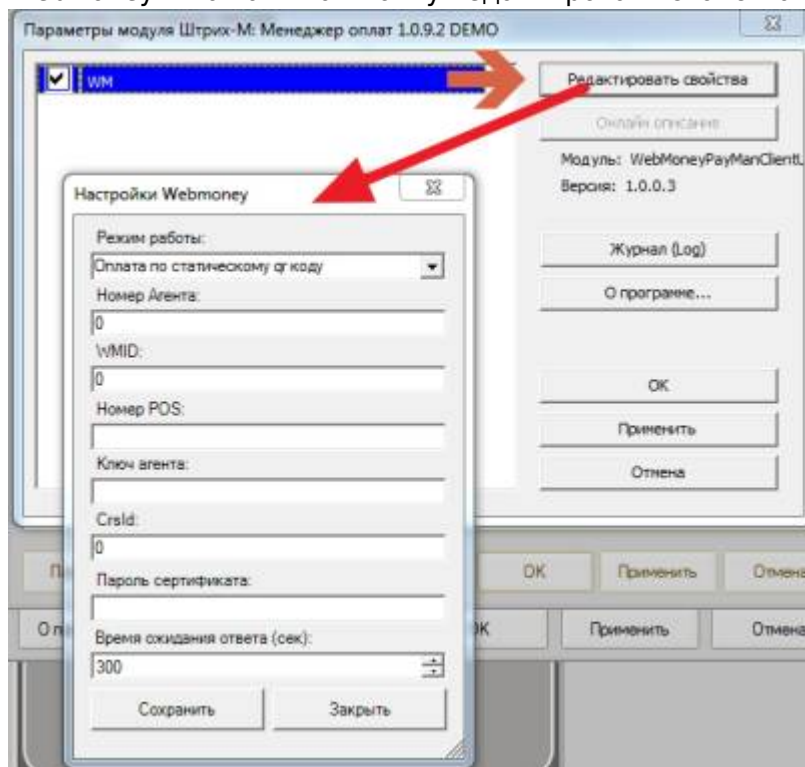 Параметры модуля Штрих-М: Менеджер оплат 1.0.9.2 DEMO
WM
Редактировать свойства
Онлайн описание
Модуль: WebMoneyPayManClientL
Версия: 1.0.0.3
Журнал (Log)
О программе...
OK
Применить
Отмена
Настройки Webmoney
Режим работы:
Оплата по статическому qr коду
Номер Агента:
0
WMID:
0
Номер POS:
Ключ агента:
CrsId:
0
Пароль сертификата:
Время ожидания ответа (сек):
300
Сохранить
Закрыть
OK
Применить
Отмена
Применить
Отмена